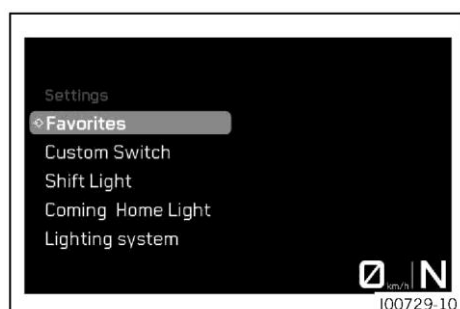 Settings
Favorites
Custom Switch
Shift Light
Coming Home Light
Lighting system
0 km/h N
I00729-10